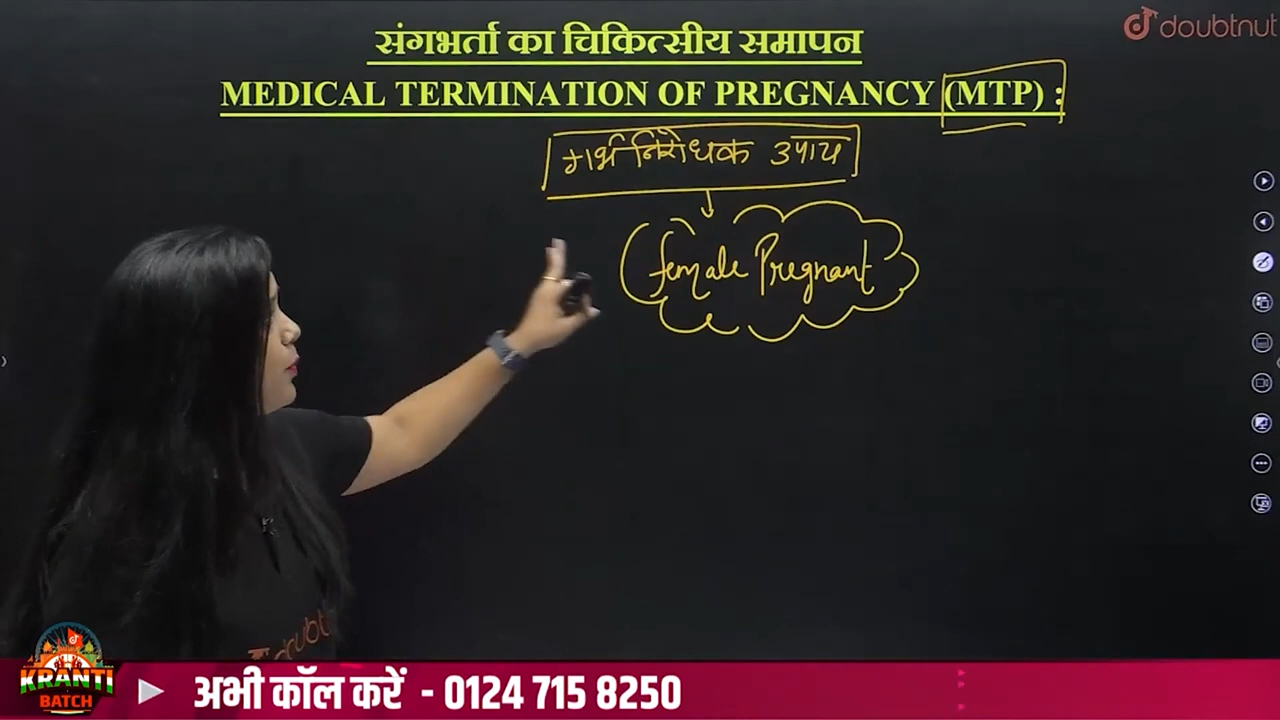 doubtnut
संगभर्ता का चिकित्सीय समापन
MEDICAL TERMINATION OF PREGNANCY (MTP) :
गर्भ निरोधक उपाय
female Pregnant
doubt
KRANTI
BATCH
अभी कॉल करें - 0124 715 8250